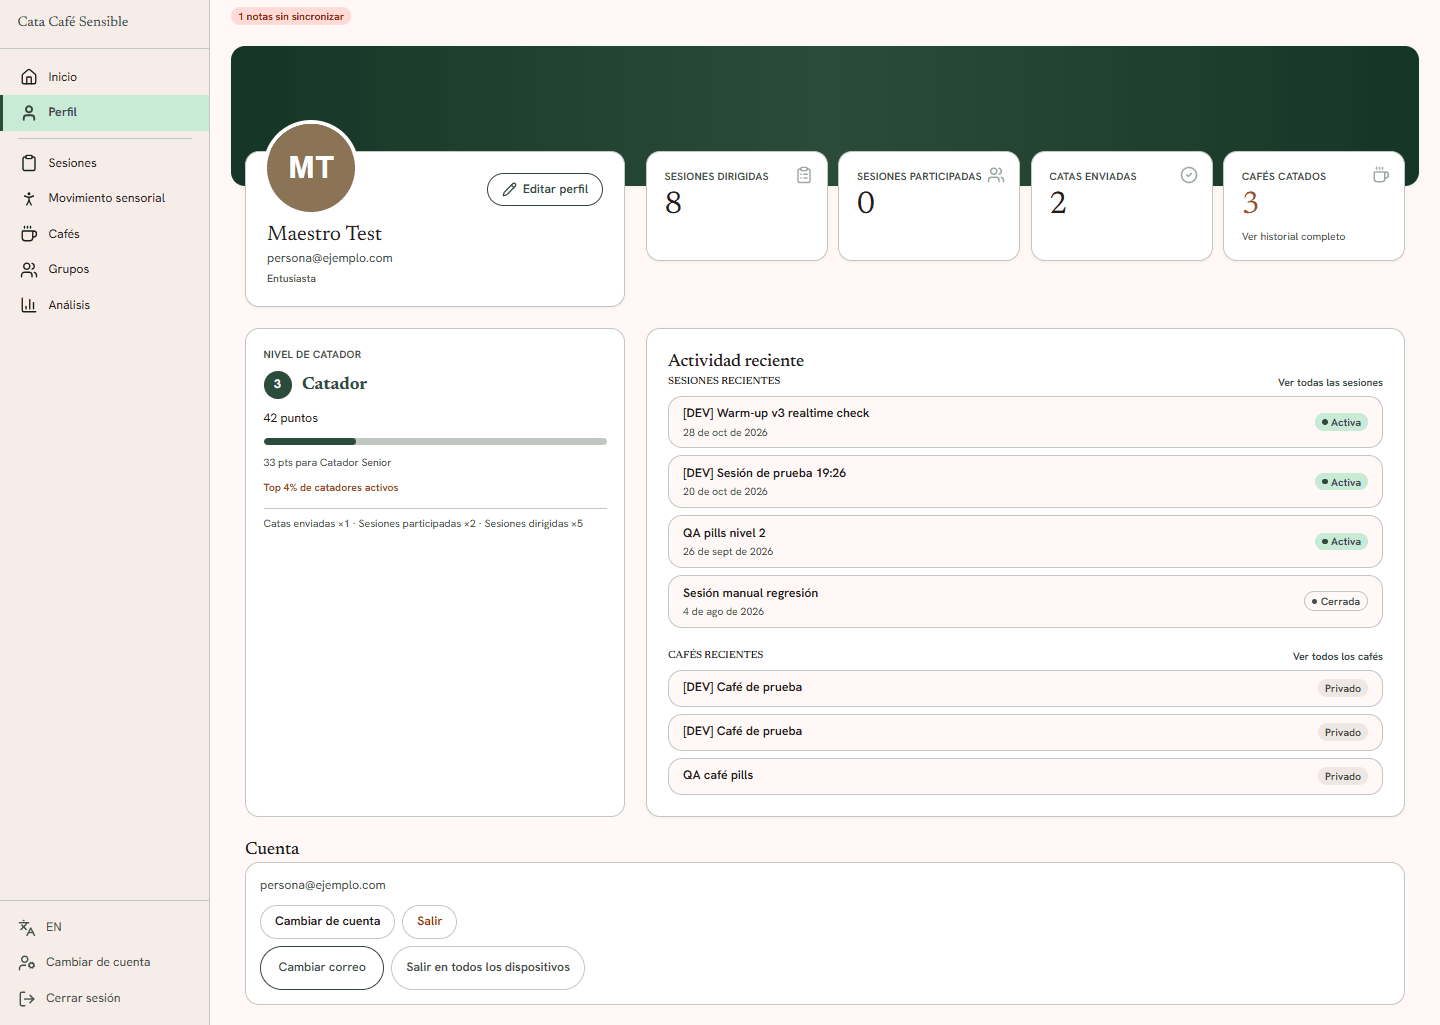 Cata Café Sensible
1 notas sin sincronizar
Inicio
Perfil
Sesiones
Movimiento sensorial
Cafés
Grupos
Análisis
EN
Cambiar de cuenta
Cerrar sesión
MT
Editar perfil
Maestro Test
persona@ejemplo.com
Entusiasta
SESIONES DIRIGIDAS
8
SESIONES PARTICIPADAS
0
CATAS ENVIADAS
2
CAFÉS CATADOS
3
Ver historial completo
NIVEL DE CATADOR
3 Catador
42 puntos
33 pts para Catador Senior
Top 4% de catadores activos
Catas enviadas ×1 · Sesiones participadas ×2 · Sesiones dirigidas ×5
Actividad reciente
SESIONES RECIENTES
Ver todas las sesiones
[DEV] Warm-up v3 realtime check
28 de oct de 2026
Activa
[DEV] Sesión de prueba 19:26
20 de oct de 2026
Activa
QA pills nivel 2
26 de sept de 2026
Activa
Sesión manual regresión
4 de ago de 2026
Cerrada
CAFÉS RECIENTES
Ver todos los cafés
[DEV] Café de prueba
Privado
[DEV] Café de prueba
Privado
QA café pills
Privado
Cuenta
persona@ejemplo.com
Cambiar de cuenta
Salir
Cambiar correo
Salir en todos los dispositivos